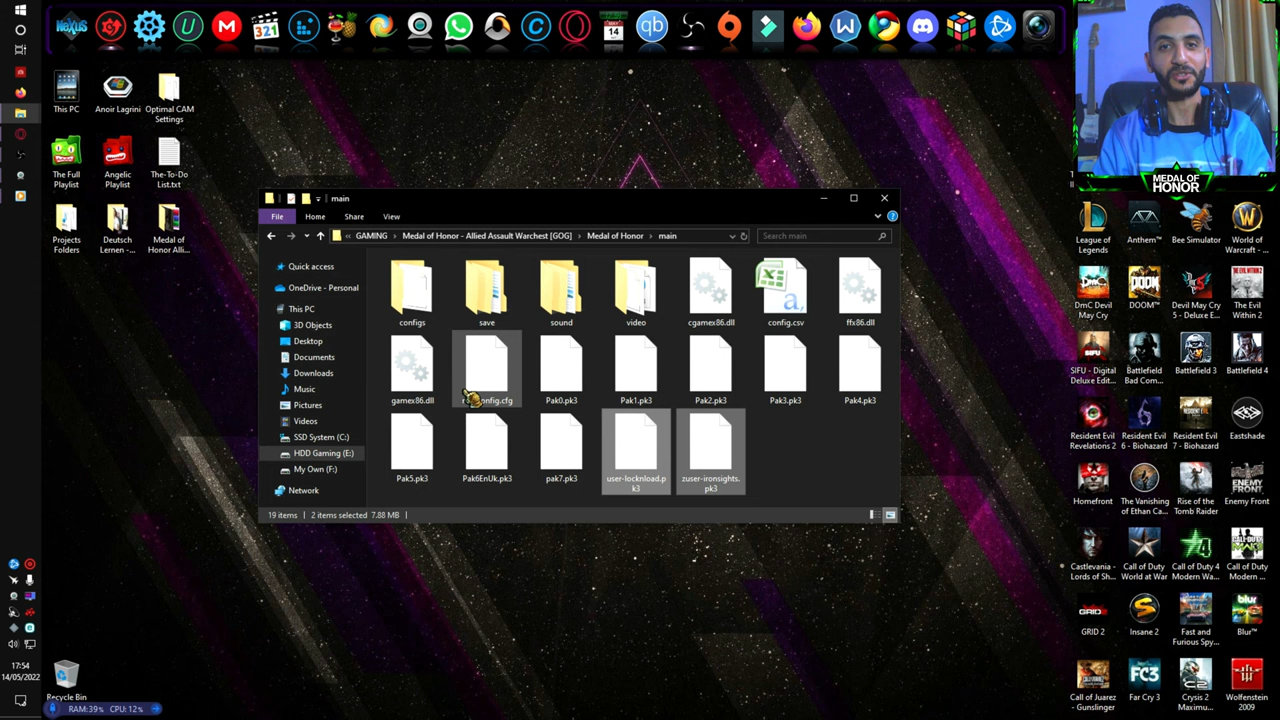 NeXuS
321
MAY
14
qb
This PC
Anoir Lagrini
Optimal CAM
Settings
The Full
Playlist
Angelic
Playlist
The-To-Do
List.txt
Projects
Folders
Deutsch
Lernen -...
Medal of
Honor Alli...
MEDAL OF
HONOR
main
File
Home
Share
View
«
GAMING
Medal of Honor - Allied Assault Warchest [GOG]
Medal of Honor
main
Search main
Quick access
OneDrive - Personal
This PC
3D Objects
Desktop
Documents
Downloads
Music
Pictures
Videos
SSD System (C:)
HDD Gaming (E:)
My Own (F:)
Network
configs
save
sound
video
cgamex86.dll
config.csv
ffx86.dll
gamex86.dll
Pak0.pk3
Pak1.pk3
Pak2.pk3
Pak3.pk3
Pak4.pk3
Pak5.pk3
Pak6EnUk.pk3
pak7.pk3
user-locknload.p
k3
zuser-ironsights.
pk3
19 items
2 items selected 7.88 MB
League of
Legends
Anthem™
Bee Simulator
World of
Warcraft -...
DmC Devil
May Cry
DOOM™
Devil May Cry
5 - Deluxe E...
The Evil
Within 2
SIFU - Digital
Deluxe Edit...
Battlefield
Bad Com...
Battlefield 3
Battlefield 4
Resident Evil
Revelations 2
Resident Evil
6 - Biohazard
Resident Evil
7 - Biohazard
Eastshade
Homefront
The Vanishing
of Ethan Ca...
Rise of the
Tomb Raider
Enemy Front
Castlevania -
Lords of Sh...
Call of Duty
World at War
Call of Duty 4
Modern Wa...
Call of Duty
Modern ...
GRID 2
Insane 2
Fast and
Furious Spy...
Blur™
Call of Juarez
- Gunslinger
Far Cry 3
Crysis 2
Maximu...
Wolfenstein
2009
17:54
14/05/2022
Recycle Bin
RAM:39%
CPU:12%